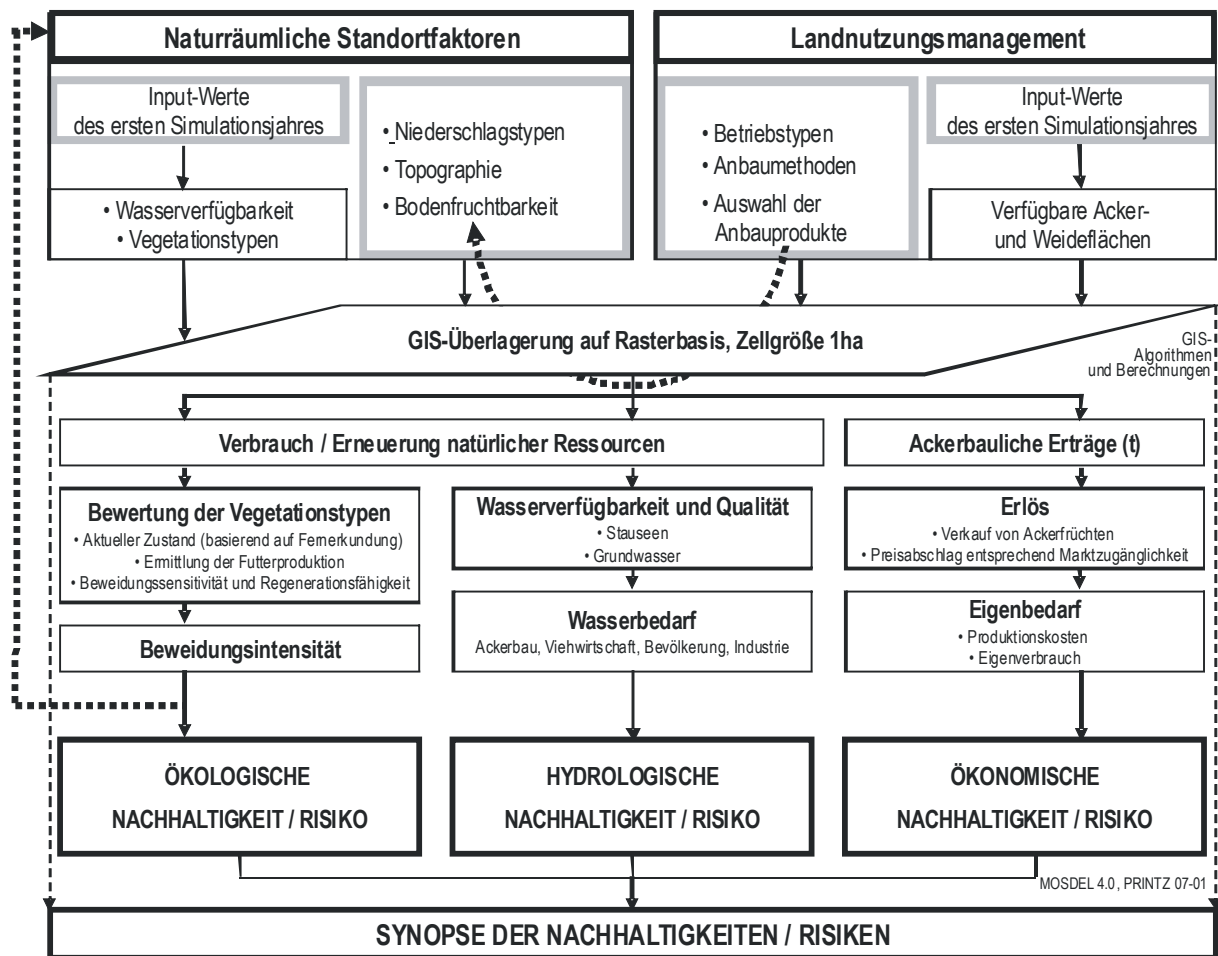 Naturräumliche Standortfaktoren
Input-Werte
des ersten Simulationsjahres
• Wasserverfügbarkeit
• Vegetationstypen
• Niederschlagstypen
• Topographie
• Bodenfruchtbarkeit
Landnutzungsmanagement
• Betriebstypen
• Anbaumethoden
• Auswahl der
Anbauprodukte
Input-Werte
des ersten Simulationsjahres
Verfügbare Acker-
und Weideflächen
GIS-Überlagerung auf Rasterbasis, Zellgröße 1ha
GIS-
Algorithmen
und Berechnungen
Verbrauch / Erneuerung natürlicher Ressourcen
Ackerbauliche Erträge (t)
Bewertung der Vegetationstypen
• Aktueller Zustand (basierend auf Fernerkundung)
• Ermittlung der Futterproduktion
• Beweidungssensitivität und Regenerationsfähigkeit
Beweidungsintensität
Wasserverfügbarkeit und Qualität
• Stauseen
• Grundwasser
Wasserbedarf
Ackerbau, Viehwirtschaft, Bevölkerung, Industrie
Erlös
• Verkauf von Ackerfrüchten
• Preisabschlag entsprechend Marktzugänglichkeit
Eigenbedarf
• Produktionskosten
• Eigenverbrauch
ÖKOLOGISCHE
NACHHALTIGKEIT / RISIKO
HYDROLOGISCHE
NACHHALTIGKEIT / RISIKO
ÖKONOMISCHE
NACHHALTIGKEIT / RISIKO
MOSDEL 4.0, PRINTZ 07-01
SYNOPSE DER NACHHALTIGKEITEN / RISIKEN